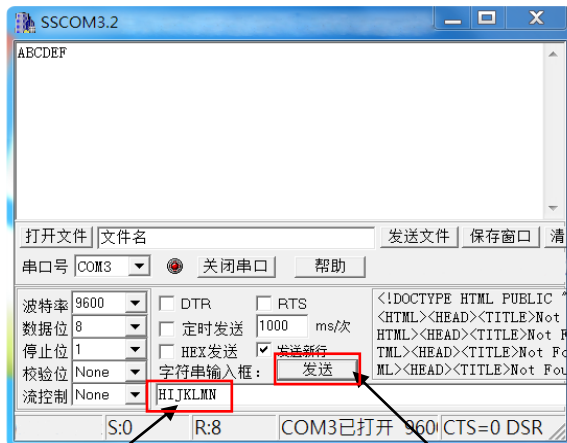 SSCOM3.2
ABCDEF
打开文件 文件名 发送文件 保存窗口 清
串口号 COM3 关闭串口 帮助
波特率 9600 DTR RTS
数据位 8 定时发送 1000 ms/次
停止位 1 HEX发送 发送新行
校验位 None 字符串输入框: 发送
流控制 None HIJKLMN
<!DOCTYPE HTML PUBLIC "
<HTML><HEAD><TITLE>Not
HTML><HEAD><TITLE>Not F
TML><HEAD><TITLE>Not Fo
ML><HEAD><TITLE>Not Fou
S:0 R:8 COM3已打开 960 CTS=0 DSR